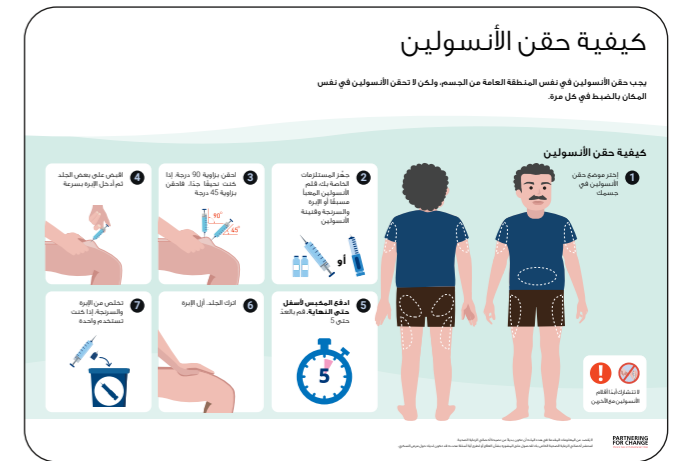 كيفية حقن الأنسولين
يجب حقن الأنسولين في نفس المنطقة العامة من الجسم، ولكن لا تحقن الأنسولين في نفس
المكان بالضبط في كل مرة.
كيفية حقن الأنسولين
1
إختر موضع حقن
الأنسولين في
جسمك
2
جهّز المستلزمات
الخاصة بك: قلم
الأنسولين المعبأ
مسبقًا أو الإبرة
والسرنجة وقنينة
الأنسولين
أو
3
احقن بزاوية 90 درجة. إذا
كنت نحيفًا جدًا، فاحقن
بزاوية 45 درجة
90°
45°
4
اقبض على بعض الجلد
ثم أدخل الإبرة بسرعة
5
ادفع المكبس لأسفل
حتى النهاية. قم بالعدّ
حتى 5
5
6
اترك الجلد. أزل الإبرة
7
تخلص من الإبرة
والسرنجة، إذا كنت
تستخدم واحدة
لا تتشارك أبدًا أقلام
الأنسولين مع الآخرين
PARTNERING
FOR CHANGE